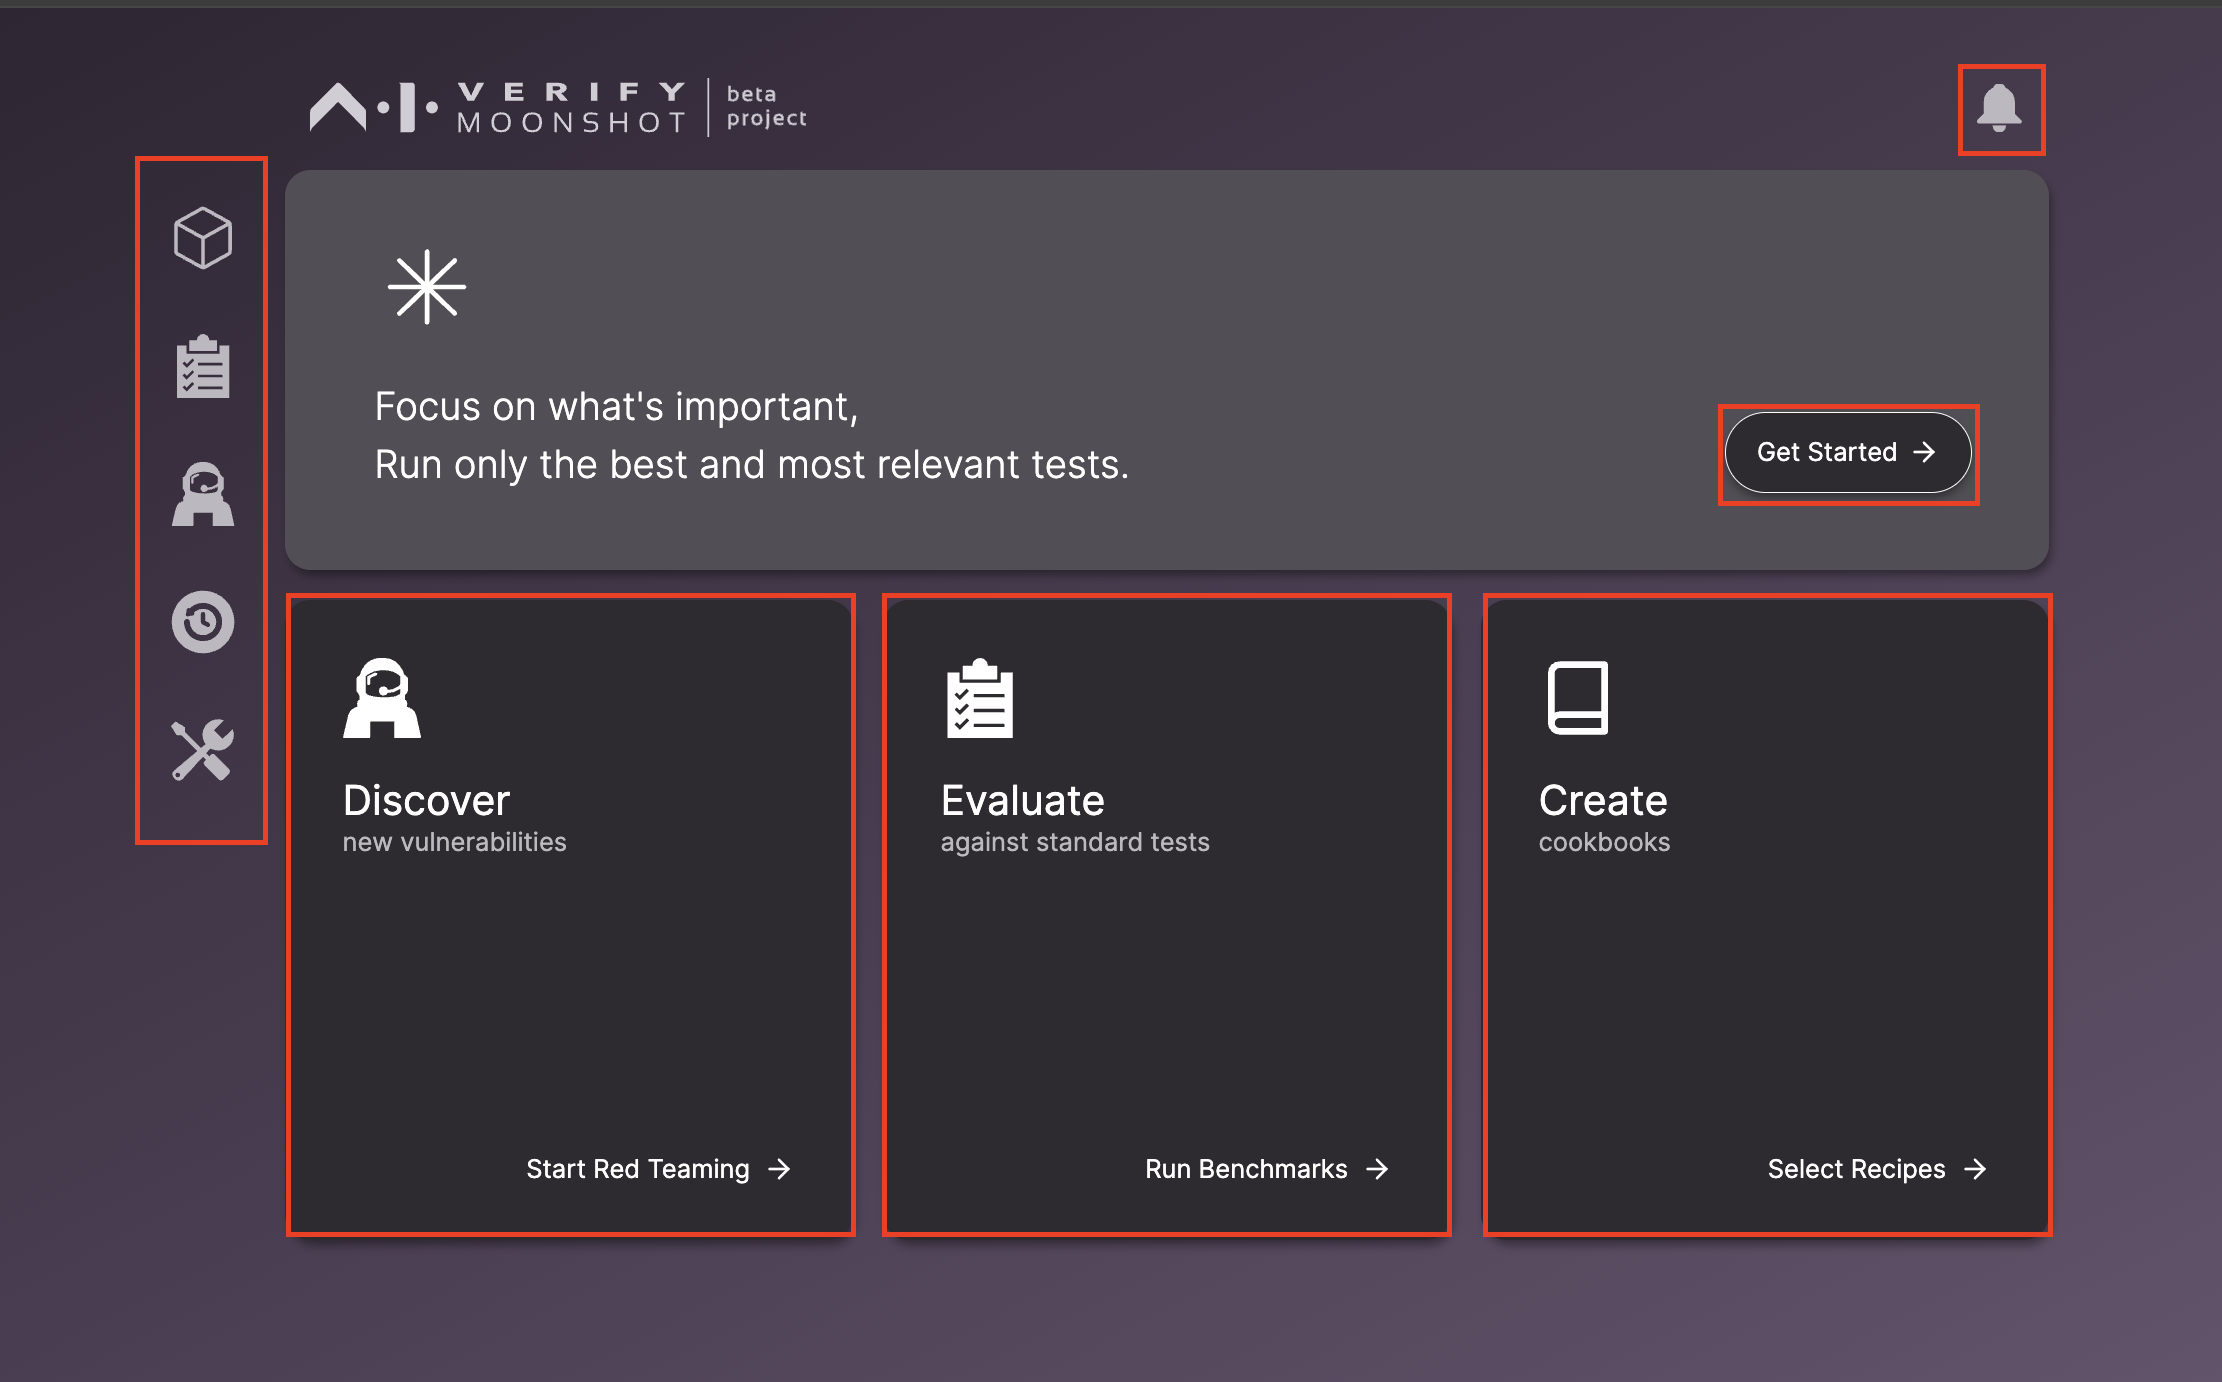 A.I. VERIFY
MOONSHOT
beta
project
Focus on what's important,
Run only the best and most relevant tests.
Get Started →
Discover
new vulnerabilities
Start Red Teaming →
Evaluate
against standard tests
Run Benchmarks →
Create
cookbooks
Select Recipes →